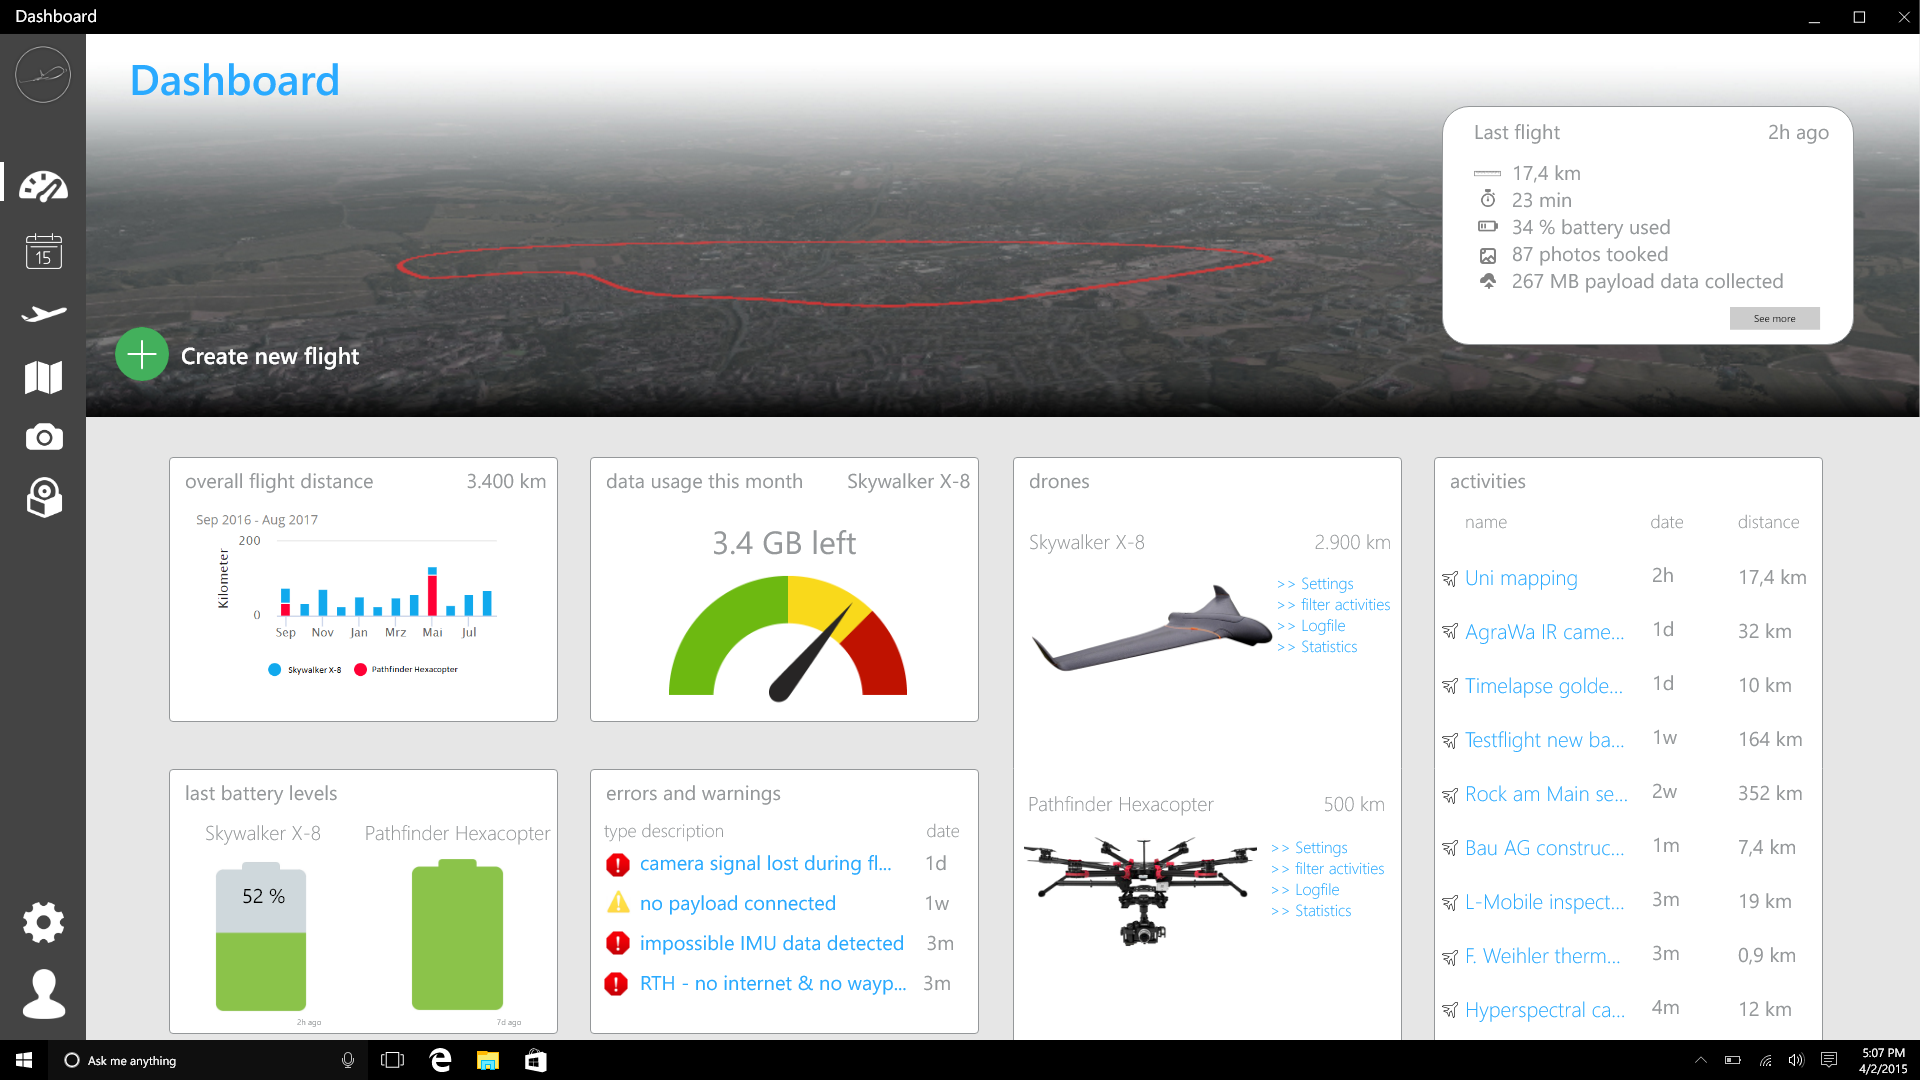 Dashboard
Dashboard
15
Last flight 2h ago
17,4 km
23 min
34 % battery used
87 photos tooked
267 MB payload data collected
See more
Create new flight
overall flight distance 3.400 km
Sep 2016 - Aug 2017
200
Kilometer
0
Sep Nov Jan Mrz Mai Jul
Skywalker X-8 Pathfinder Hexacopter
data usage this month Skywalker X-8
3.4 GB left
drones
Skywalker X-8 2.900 km
>> Settings
>> filter activities
>> Logfile
>> Statistics
Pathfinder Hexacopter 500 km
>> Settings
>> filter activities
>> Logfile
>> Statistics
activities
name date distance
Uni mapping 2h 17,4 km
AgraWa IR came... 1d 32 km
Timelapse golde... 1d 10 km
Testflight new ba... 1w 164 km
Rock am Main se... 2w 352 km
Bau AG construc... 1m 7,4 km
L-Mobile inspect... 3m 19 km
F. Weihler therm... 3m 0,9 km
Hyperspectral ca... 4m 12 km
last battery levels
Skywalker X-8 Pathfinder Hexacopter
52 %
2h ago 7d ago
errors and warnings
type description date
camera signal lost during fl... 1d
no payload connected 1w
impossible IMU data detected 3m
RTH - no internet & no wayp... 3m
Ask me anything
5:07 PM
4/2/2015